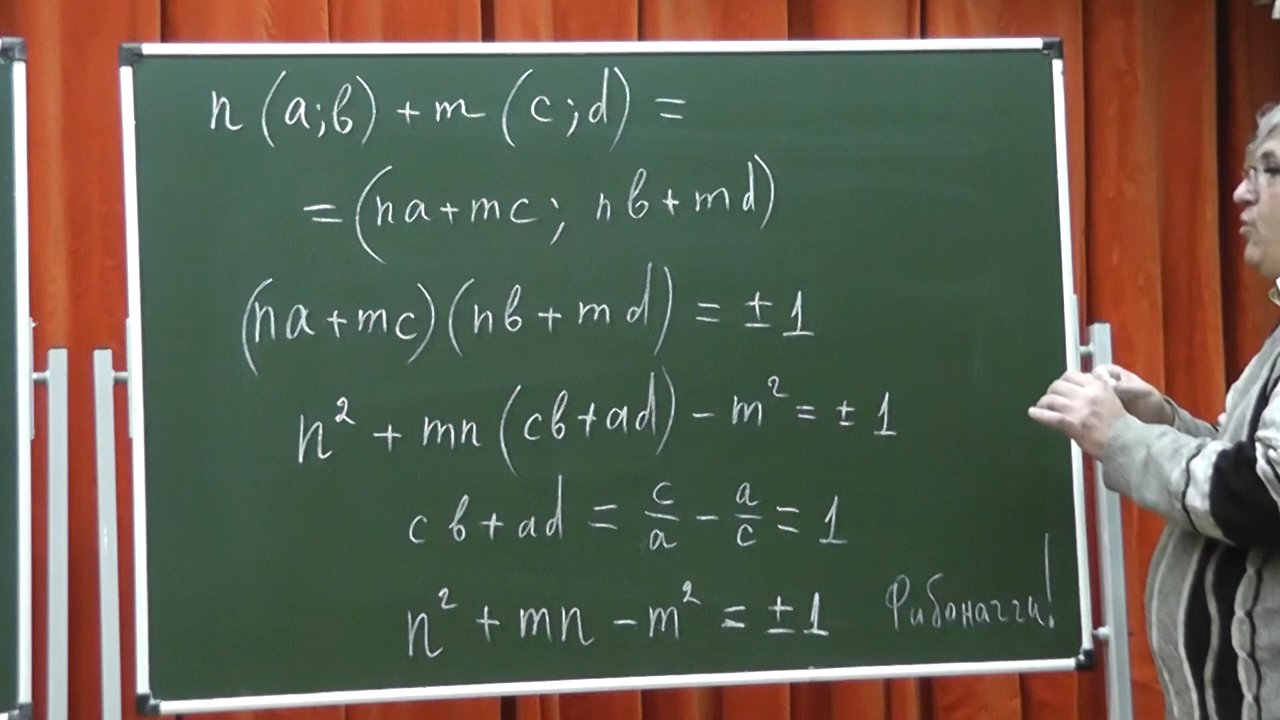 n(a;b) + m(c;d) =
= (na+mc; nb+md)
(na+mc)(nb+md) = ±1
n² + mn(cb+ad) - m² = ±1
cb+ad = c/a - a/c = 1
n² + mn - m² = ±1 Фибоначчи!